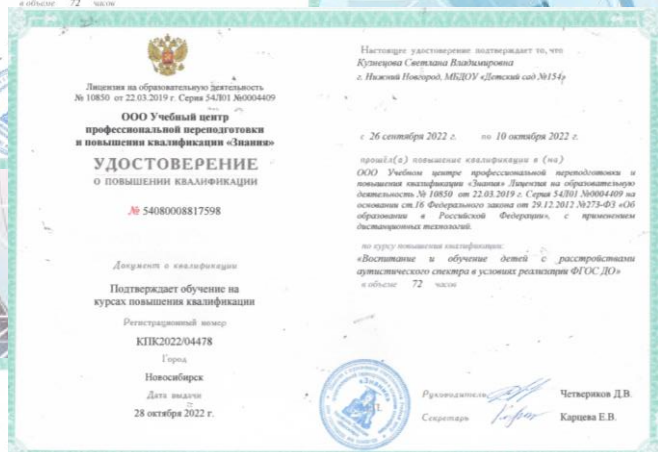 в объеме 72 часов
Лицензия на образовательную деятельность
№ 10850 от 22.03.2019 г. Серия 54Л01 №0004409
ООО Учебный центр
профессиональной переподготовки
и повышения квалификации «Знания»
УДОСТОВЕРЕНИЕ
О ПОВЫШЕНИИ КВАЛИФИКАЦИИ
№ 54080008817598
Документ о квалификации
Подтверждает обучение на
курсах повышения квалификации
Регистрационный номер
КПК2022/04478
Город
Новосибирск
Дата выдачи
28 октября 2022 г.
Настоящее удостоверение подтверждает то, что
Кузнецова Светлана Владимировна
г. Нижний Новгород, МБДОУ «Детский сад №154»
с 26 сентября 2022 г. по 10 октября 2022 г.
прошёл(а) повышение квалификации в (на)
ООО Учебном центре профессиональной переподготовки и
повышения квалификации «Знания» Лицензия на образовательную
деятельность № 10850 от 22.03.2019 г. Серия 54Л01 №0004409 на
основании ст.16 Федерального закона от 29.12.2012 №273-ФЗ «Об
образовании в Российской Федерации», с применением
дистанционных технологий.
по курсу повышения квалификации:
«Воспитание и обучение детей с расстройствами
аутистического спектра в условиях реализации ФГОС ДО»
в объеме 72 часов
«Знания»
Руководитель Четвериков Д.В.
Секретарь Карцева Е.В.